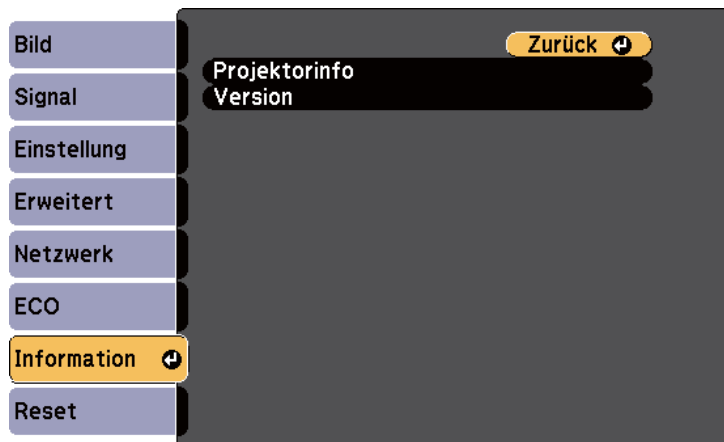 Bild
Signal
Einstellung
Erweitert
Netzwerk
ECO
Information
Reset
Zurück
Projektorinfo
Version